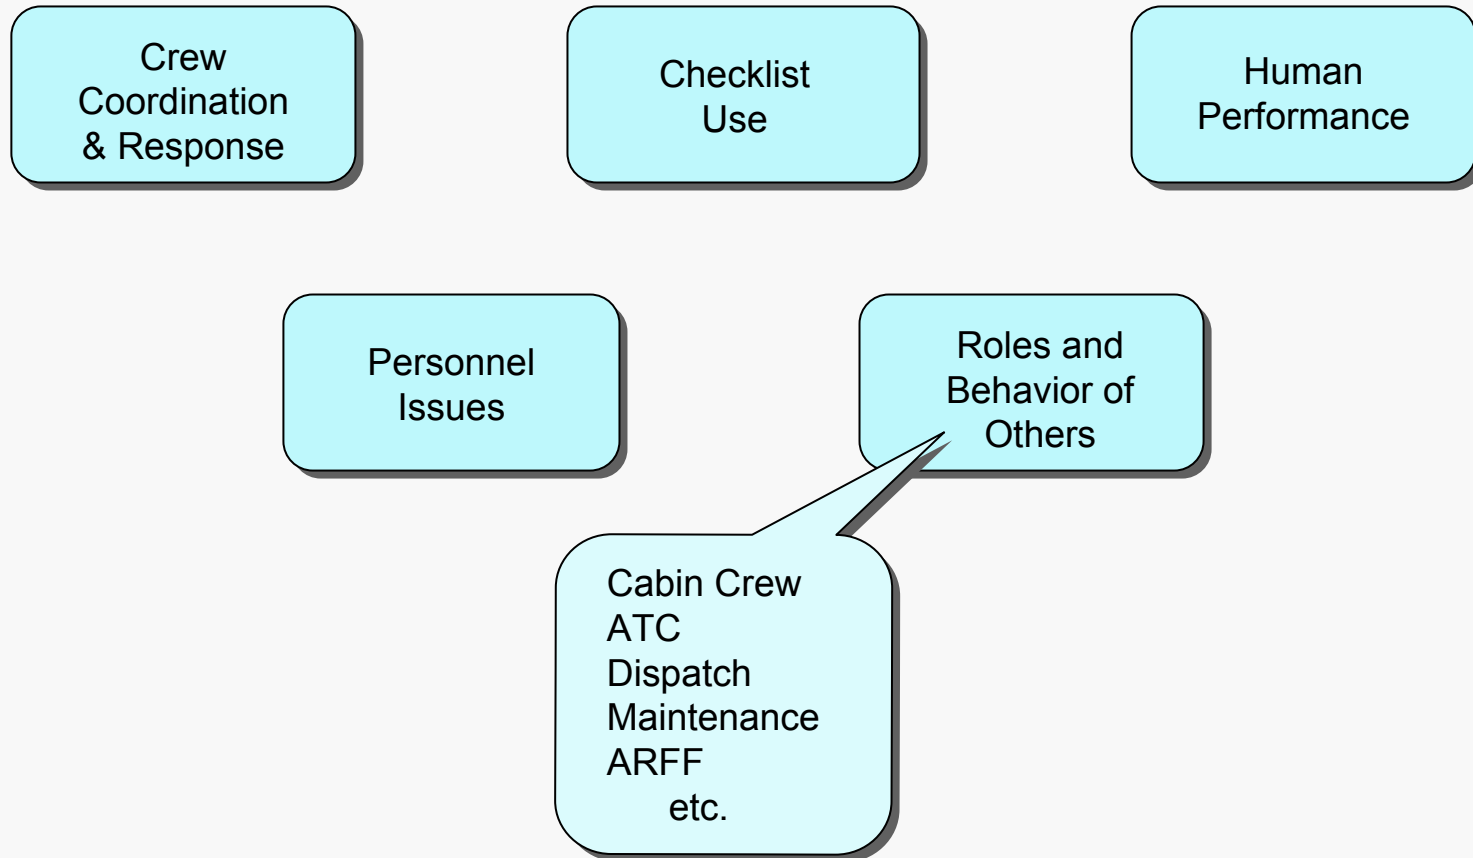 Crew
Coordination
& Response
Checklist
Use
Human
Performance
Personnel
Issues
Roles and
Behavior of
Others
Cabin Crew
ATC
Dispatch
Maintenance
ARFF
etc.